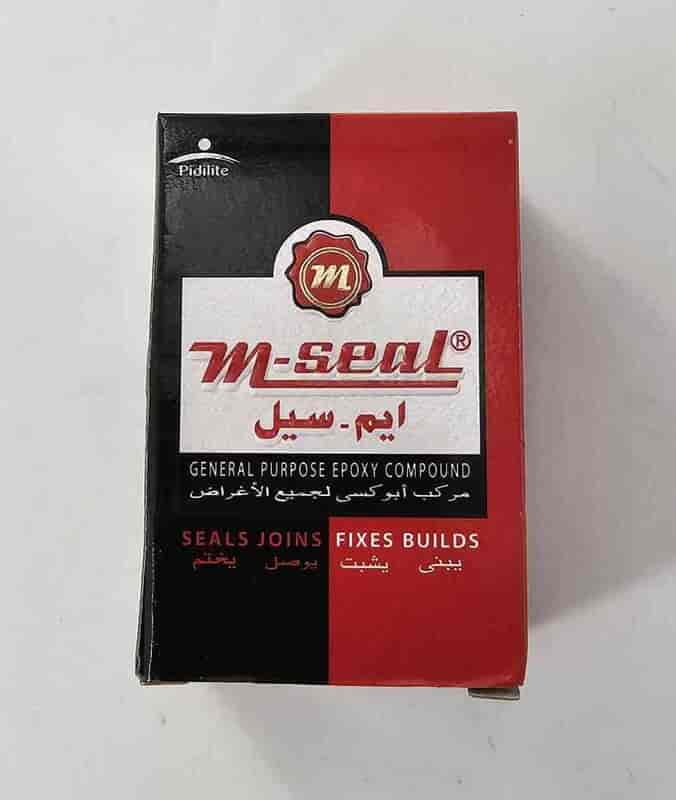 Pidilite
m
m-seal®
ايم - سيل
GENERAL PURPOSE EPOXY COMPOUND
مركب أبوكسى لجميع الأغراض
SEALS JOINS FIXES BUILDS
يختم يوصل يشبت يبنى